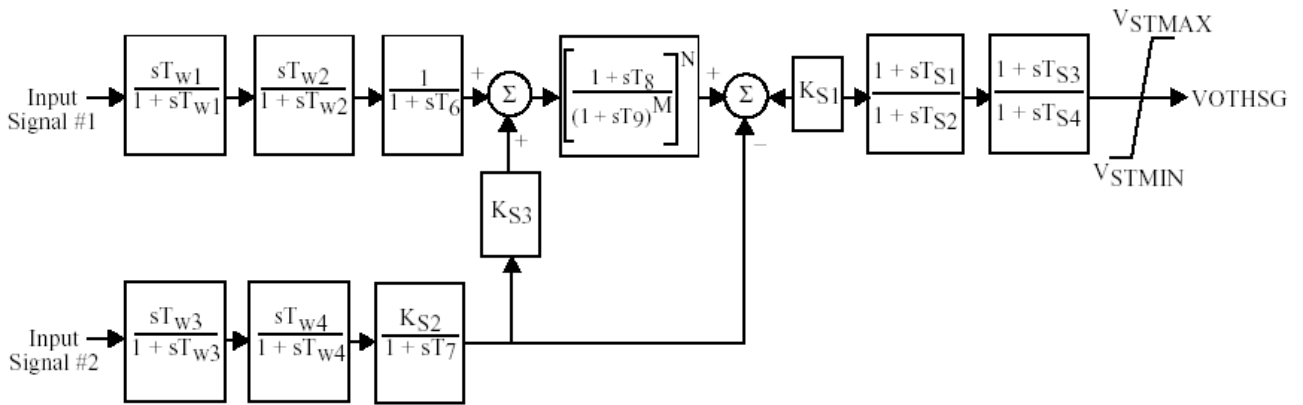 Input
Signal #1
sTw1
1 + sTw1
sTw2
1 + sTw2
1
1 + sT6
+
Σ
+
KS3
[ 1 + sT8
(1 + sT9)M ]N
+
Σ
−
KS1
1 + sTS1
1 + sTS2
1 + sTS3
1 + sTS4
VSTMAX
VOTHSG
VSTMIN
Input
Signal #2
sTw3
1 + sTw3
sTw4
1 + sTw4
KS2
1 + sT7